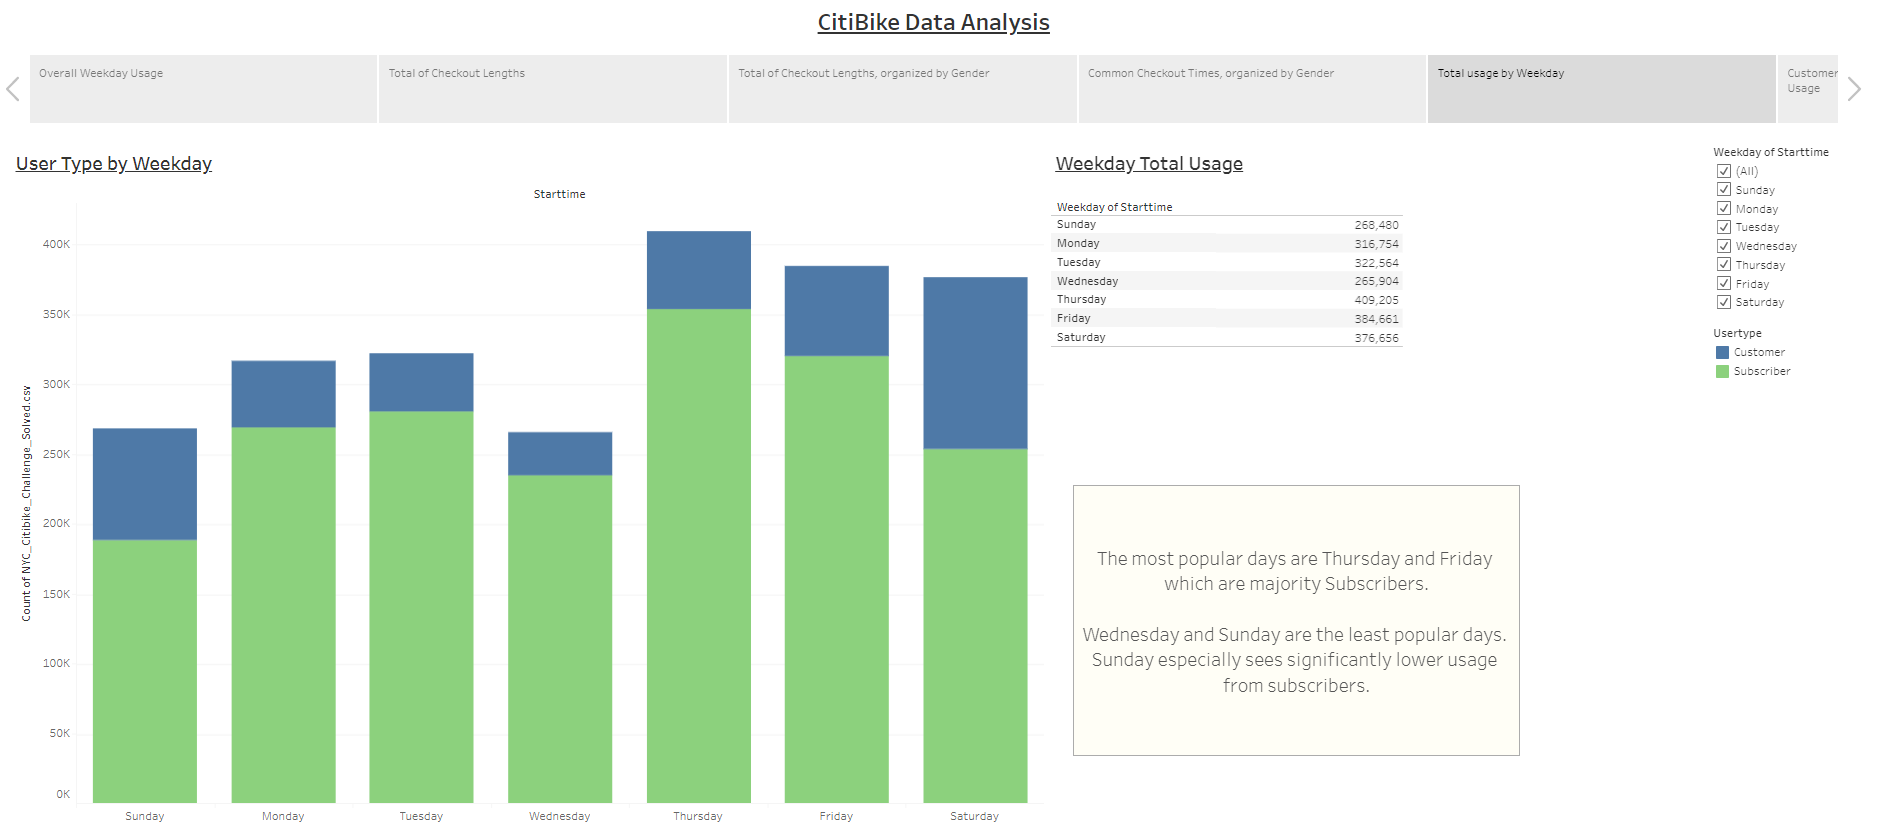 CitiBike Data Analysis
Overall Weekday Usage
Total of Checkout Lengths
Total of Checkout Lengths, organized by Gender
Common Checkout Times, organized by Gender
Total usage by Weekday
Customer
Usage
User Type by Weekday
Starttime
400K
350K
300K
250K
200K
150K
100K
50K
0K
Count of NYC_Citibike_Challenge_Solved.csv
Sunday
Monday
Tuesday
Wednesday
Thursday
Friday
Saturday
Weekday Total Usage
Weekday of Starttime
Sunday 268,480
Monday 316,754
Tuesday 322,564
Wednesday 265,904
Thursday 409,205
Friday 384,661
Saturday 376,656
The most popular days are Thursday and Friday
which are majority Subscribers.
Wednesday and Sunday are the least popular days.
Sunday especially sees significantly lower usage
from subscribers.
Weekday of Starttime
(All)
Sunday
Monday
Tuesday
Wednesday
Thursday
Friday
Saturday
Usertype
Customer
Subscriber